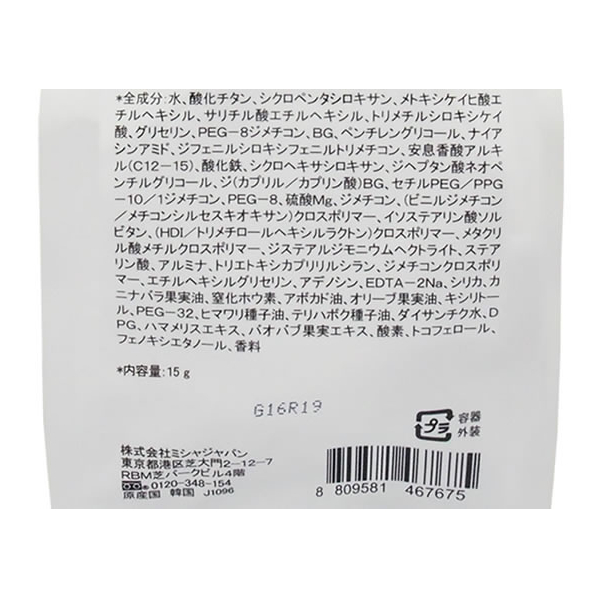 *全成分:水、酸化チタン、シクロペンタシロキサン、メトキシケイヒ酸エ
チルヘキシル、サリチル酸エチルヘキシル、トリメチルシロキシケイ
酸、グリセリン、PEG-8ジメチコン、BG、ペンチレングリコール、ナイア
シンアミド、ジフェニルシロキシフェニルトリメチコン、安息香酸アルキ
ル(C12-15)、酸化鉄、シクロヘキサシロキサン、ジヘプタン酸ネオペ
ンチルグリコール、ジ(カプリル/カプリン酸)BG、セチルPEG/PPG
-10/1ジメチコン、PEG-8、硫酸Mg、ジメチコン、(ビニルジメチコン
/メチコンシルセスキオキサン)クロスポリマー、イソステアリン酸ソル
ビタン、(HDI/トリメチロールヘキシルラクトン)クロスポリマー、メタクリ
ル酸メチルクロスポリマー、ジステアルジモニウムヘクトライト、ステア
リン酸、アルミナ、トリエトキシカプリリルシラン、ジメチコンクロスポリ
マー、エチルヘキシルグリセリン、アデノシン、EDTA-2Na、シリカ、カ
ニナバラ果実油、窒化ホウ素、アボカド油、オリーブ果実油、キシリトー
ル、PEG-32、ヒマワリ種子油、テリハボク種子油、ダイサンチク水、D
PG、ハマメリスエキス、バオバブ果実エキス、酸素、トコフェロール、
フェノキシエタノール、香料
*内容量:15g
G16R19
プラ
容器
外装
株式会社ミシャジャパン
東京都港区芝大門2-12-7
RBM芝パークビル4階
0120-348-154
原産国 韓国 J1096
8 809581 467675